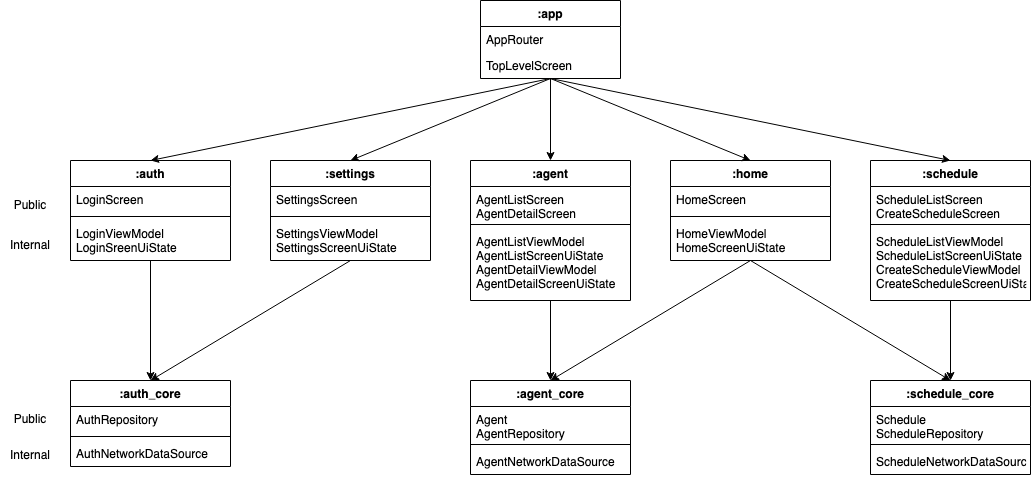 :app
AppRouter
TopLevelScreen
:auth
:settings
:agent
:home
:schedule
Public
LoginScreen
SettingsScreen
AgentListScreen
AgentDetailScreen
HomeScreen
ScheduleListScreen
CreateScheduleScreen
Internal
LoginViewModel
LoginSreenUiState
SettingsViewModel
SettingsScreenUiState
AgentListViewModel
AgentListScreenUiState
AgentDetailViewModel
AgentDetailScreenUiState
HomeViewModel
HomeScreenUiState
ScheduleListViewModel
ScheduleListScreenUiState
CreateScheduleViewModel
CreateScheduleScreenUiSta
:auth_core
:agent_core
:schedule_core
Public
AuthRepository
Agent
AgentRepository
Schedule
ScheduleRepository
Internal
AuthNetworkDataSource
AgentNetworkDataSource
ScheduleNetworkDataSourc